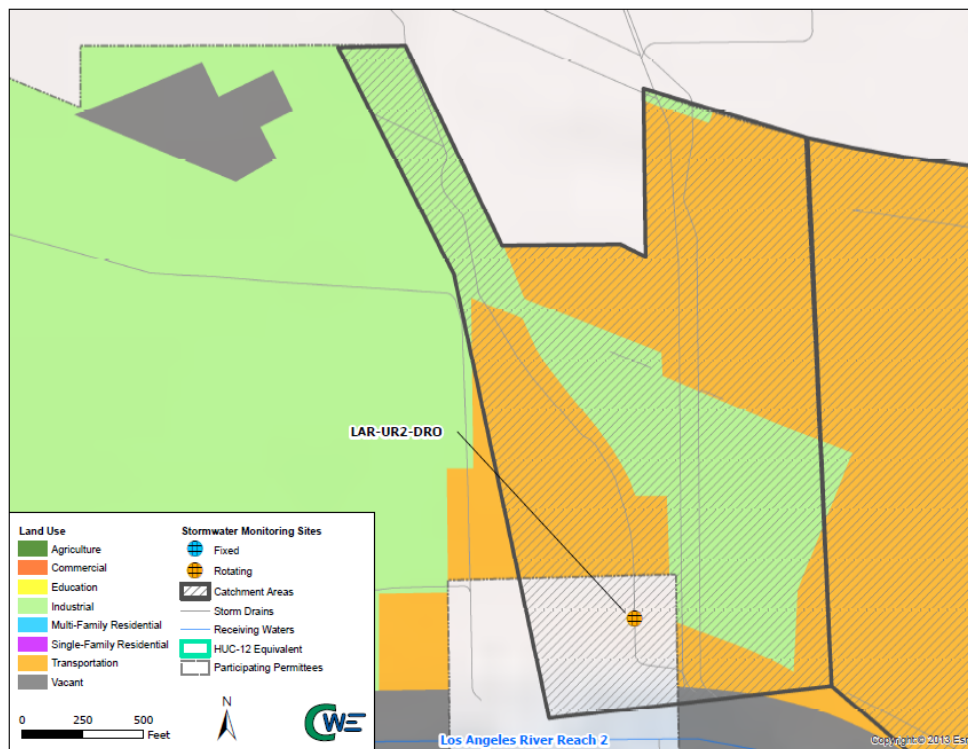 LAR-UR2-DRO
Land Use
Agriculture
Commercial
Education
Industrial
Multi-Family Residential
Single-Family Residential
Transportation
Vacant
Stormwater Monitoring Sites
Fixed
Rotating
Catchment Areas
Storm Drains
Receiving Waters
HUC-12 Equivalent
Participating Permittees
0 250 500
Feet
N
CWE
Los Angeles River Reach 2
Copyright © 2013 Esri